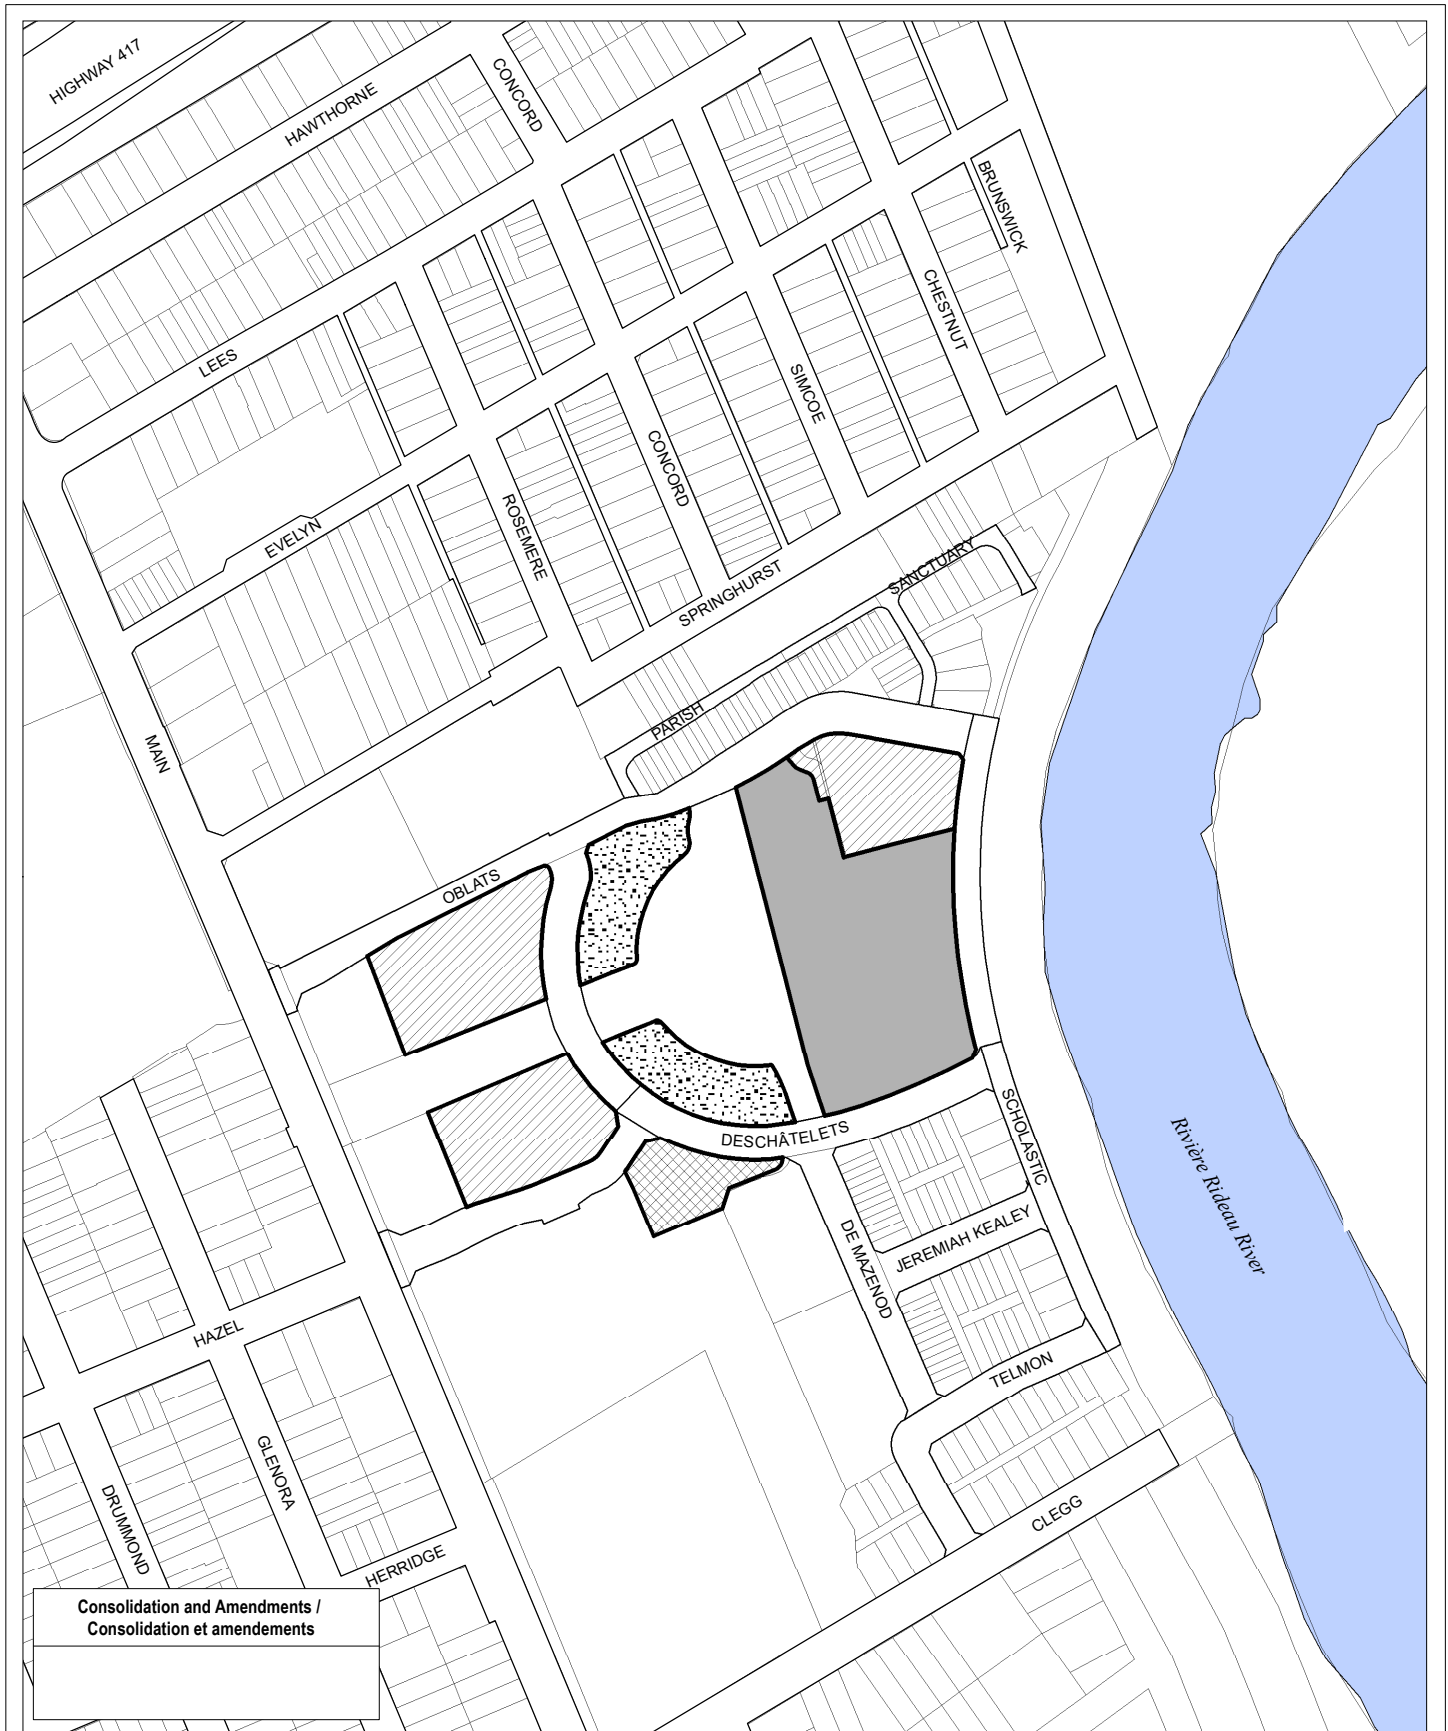 HIGHWAY 417
HAWTHORNE
CONCORD
BRUNSWICK
LEES
CHESTNUT
SIMCOE
CONCORD
ROSEMERE
EVELYN
SPRINGHURST
SANCTUARY
PARISH
MAIN
OBLATS
DESCHÂTELETS
SCHOLASTIC
Rivière Rideau River
JEREMIAH KEALEY
DE MAZENOD
HAZEL
TELMON
GLENORA
DRUMMOND
CLEGG
HERRIDGE
Consolidation and Amendments /
Consolidation et amendements